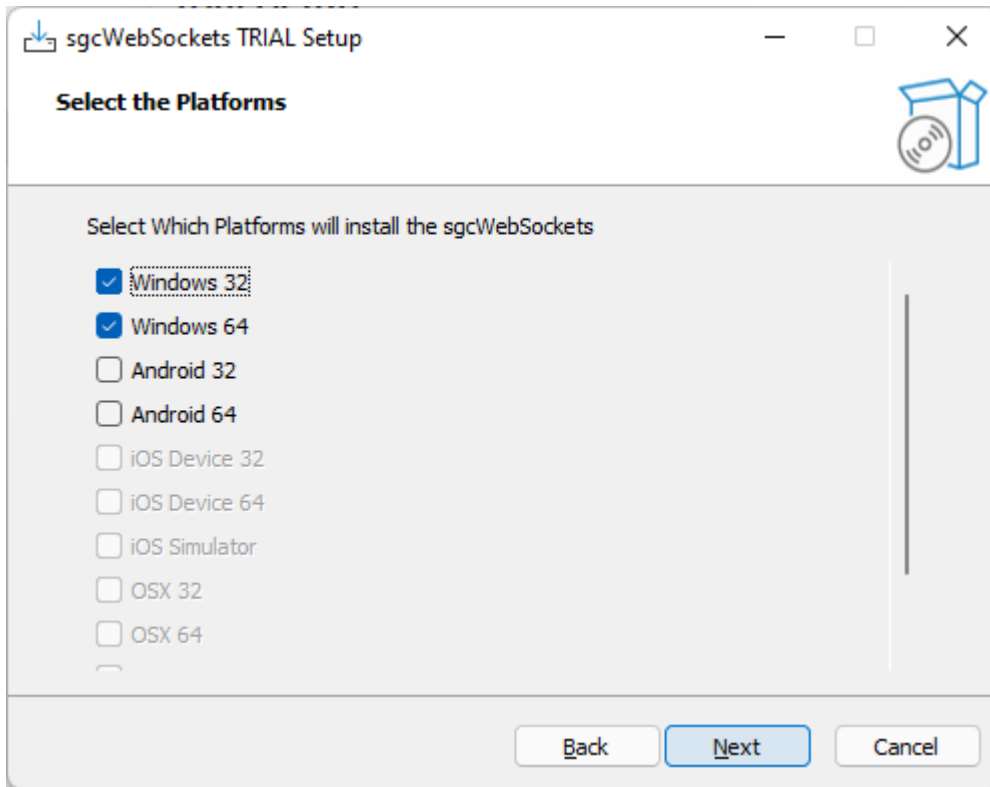 sgcWebSockets TRIAL Setup
Select the Platforms
Select Which Platforms will install the sgcWebSockets
Windows 32
Windows 64
Android 32
Android 64
iOS Device 32
iOS Device 64
iOS Simulator
OSX 32
OSX 64
Back Next Cancel